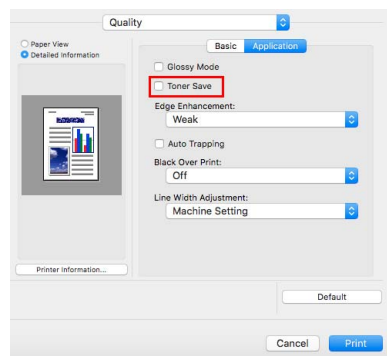 Quality
Paper View
Detailed Information
Printer Information...
Basic Application
Glossy Mode
Toner Save
Edge Enhancement:
Weak
Auto Trapping
Black Over Print:
Off
Line Width Adjustment:
Machine Setting
Default
Cancel Print